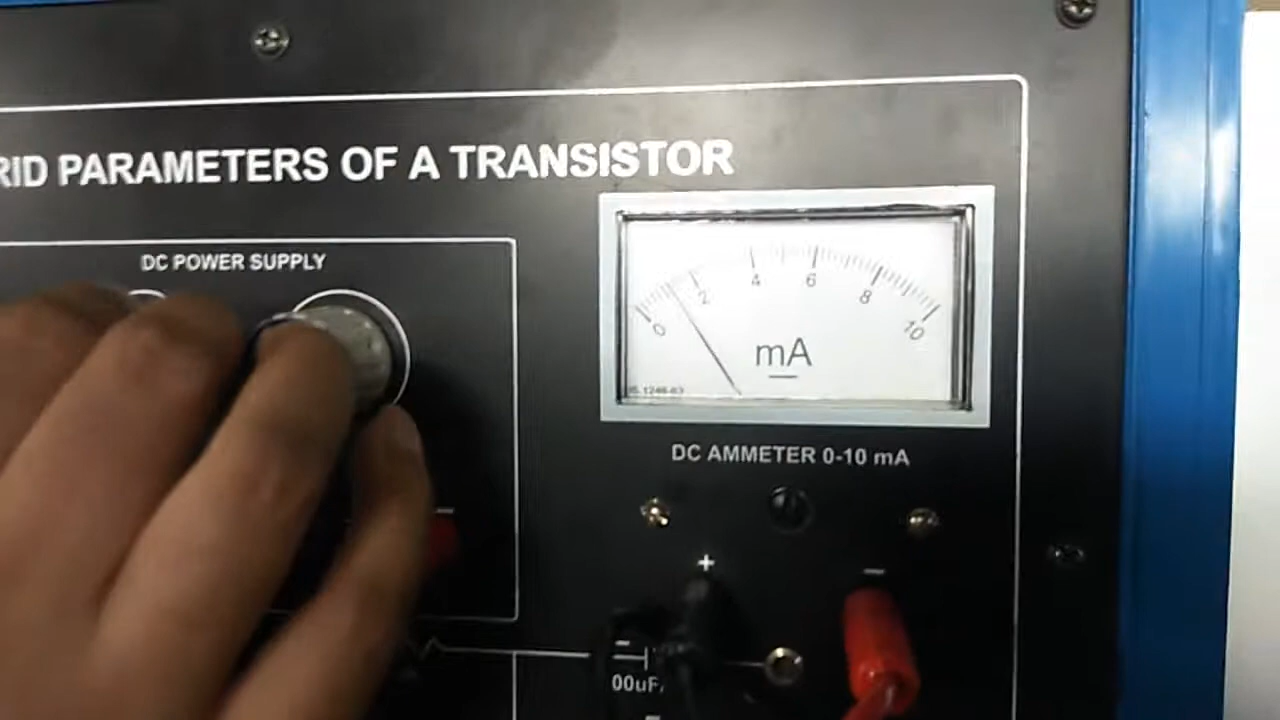 RID PARAMETERS OF A TRANSISTOR
DC POWER SUPPLY
0 2 4 6 8 10
mA
DC AMMETER 0-10 mA
+ −
−
00uF